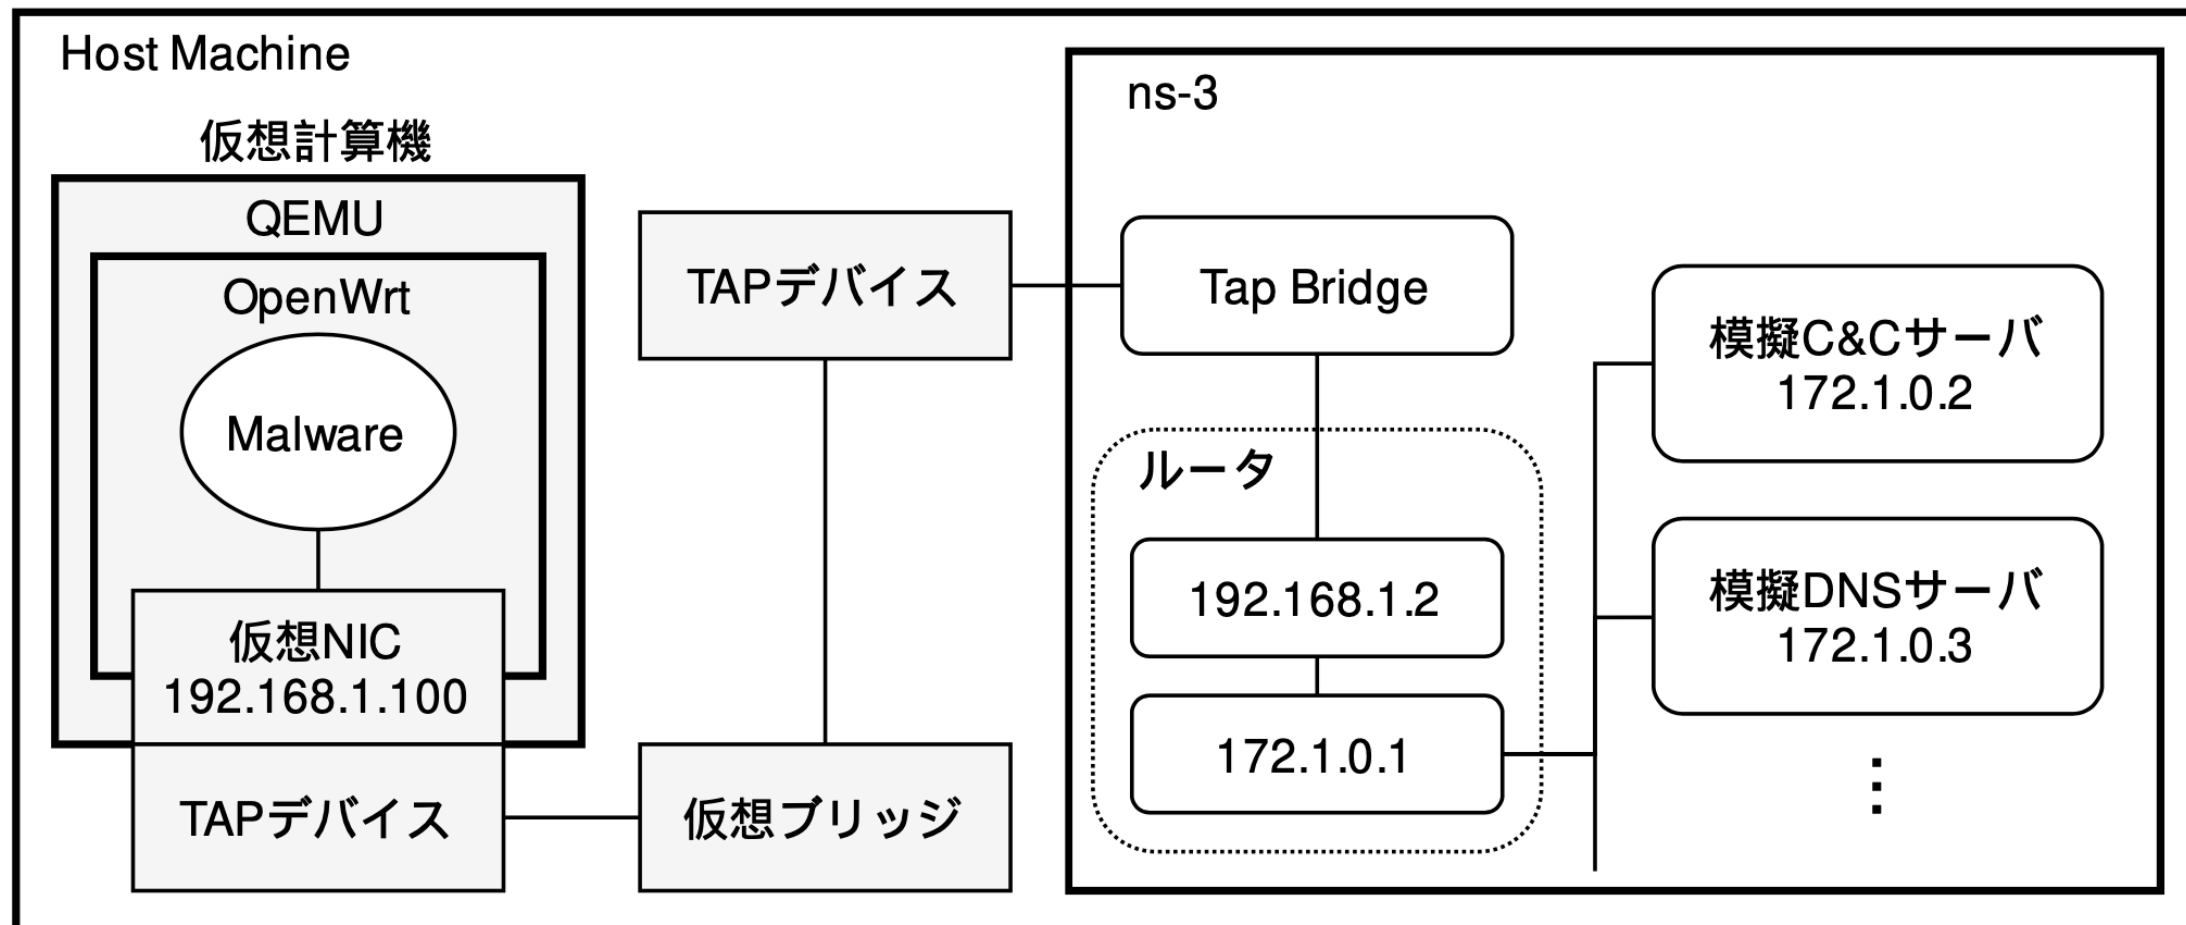 Host Machine
仮想計算機
QEMU
OpenWrt
Malware
仮想NIC
192.168.1.100
TAPデバイス
仮想ブリッジ
TAPデバイス
ns-3
Tap Bridge
ルータ
192.168.1.2
172.1.0.1
模擬C&Cサーバ
172.1.0.2
模擬DNSサーバ
172.1.0.3
⋮